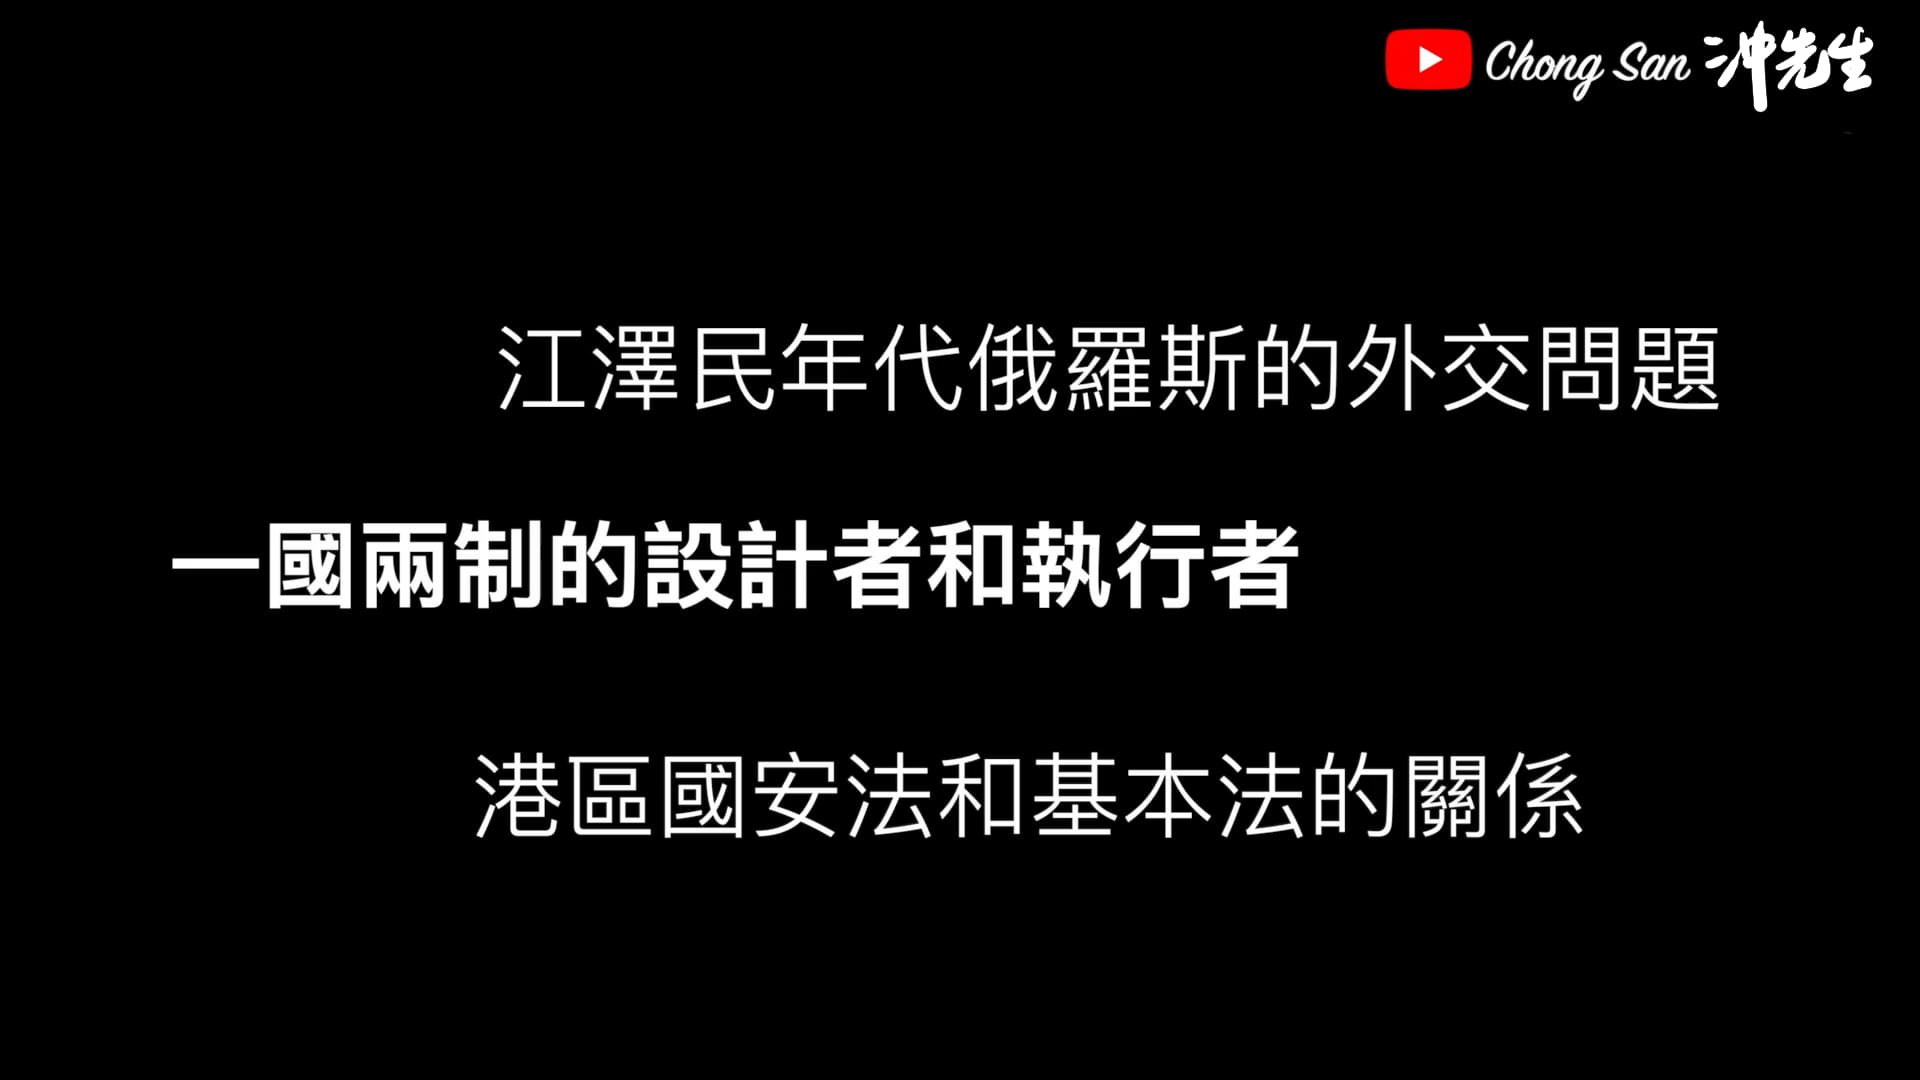 Chong San 沖先生
江澤民年代俄羅斯的外交問題
一國兩制的設計者和執行者
港區國安法和基本法的關係